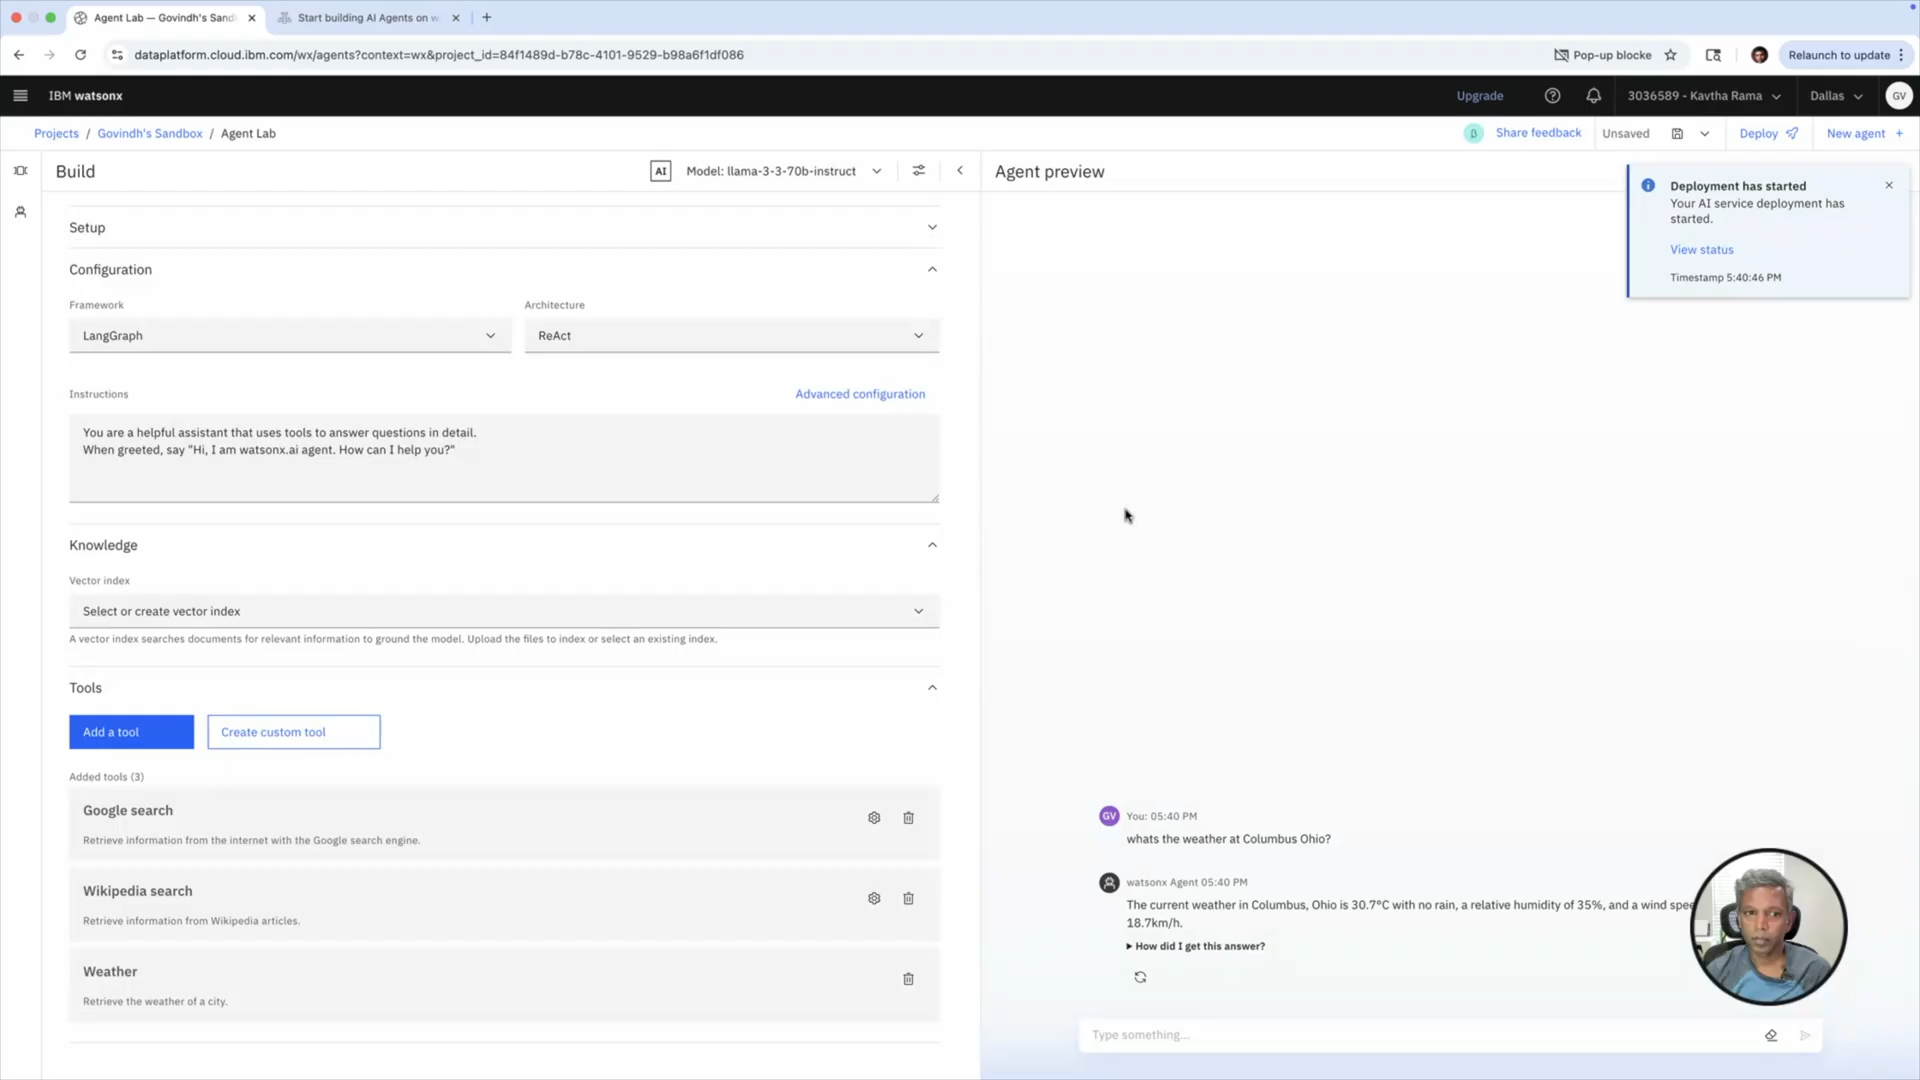 Agent Lab — Govindh's Sand
Start building AI Agents on w
dataplatform.cloud.ibm.com/wx/agents?context=wx&project_id=84f1489d-b78c-4101-9529-b98a6f1df086
Pop-up blocke
Relaunch to update
IBM watsonx
Upgrade
3036589 - Kavtha Rama
Dallas
GV
Projects / Govindh's Sandbox / Agent Lab
β
Share feedback
Unsaved
Deploy
New agent +
Build
AI
Model: llama-3-3-70b-instruct
Agent preview
Deployment has started
Your AI service deployment has
started.
View status
Timestamp 5:40:46 PM
Setup
Configuration
Framework
Architecture
LangGraph
ReAct
Instructions
Advanced configuration
You are a helpful assistant that uses tools to answer questions in detail.
When greeted, say "Hi, I am watsonx.ai agent. How can I help you?"
Knowledge
Vector index
Select or create vector index
A vector index searches documents for relevant information to ground the model. Upload the files to index or select an existing index.
Tools
Add a tool
Create custom tool
Added tools (3)
Google search
Retrieve information from the internet with the Google search engine.
Wikipedia search
Retrieve information from Wikipedia articles.
Weather
Retrieve the weather of a city.
GV
You: 05:40 PM
whats the weather at Columbus Ohio?
watsonx Agent 05:40 PM
The current weather in Columbus, Ohio is 30.7°C with no rain, a relative humidity of 35%, and a wind spee
18.7km/h.
How did I get this answer?
Type something...